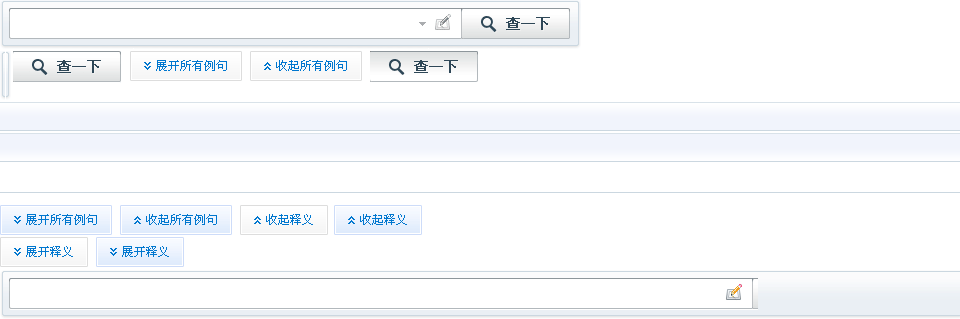 查一下
查一下 展开所有例句 收起所有例句 查一下
展开所有例句 收起所有例句 收起释义 收起释义
展开释义 展开释义